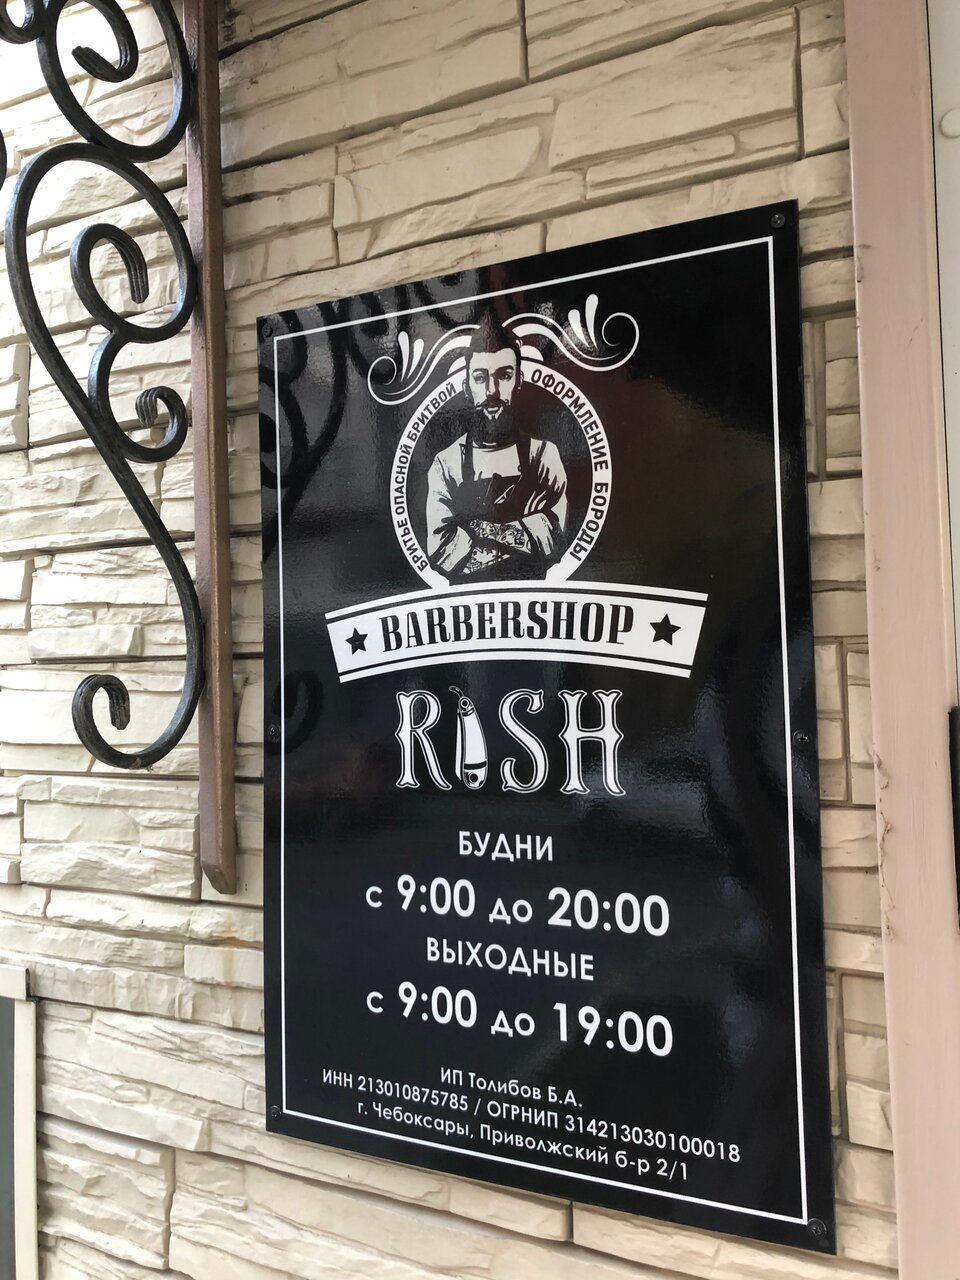 БРИТЬЕ ОПАСНОЙ БРИТВОЙ
ОФОРМЛЕНИЕ БОРОДЫ
BARBERSHOP
RISH
БУДНИ
с 9:00 до 20:00
ВЫХОДНЫЕ
с 9:00 до 19:00
ИП Толибов Б.А.
ИНН 213010875785 / ОГРНИП 314213030100018
г. Чебоксары, Приволжский б-р 2/1